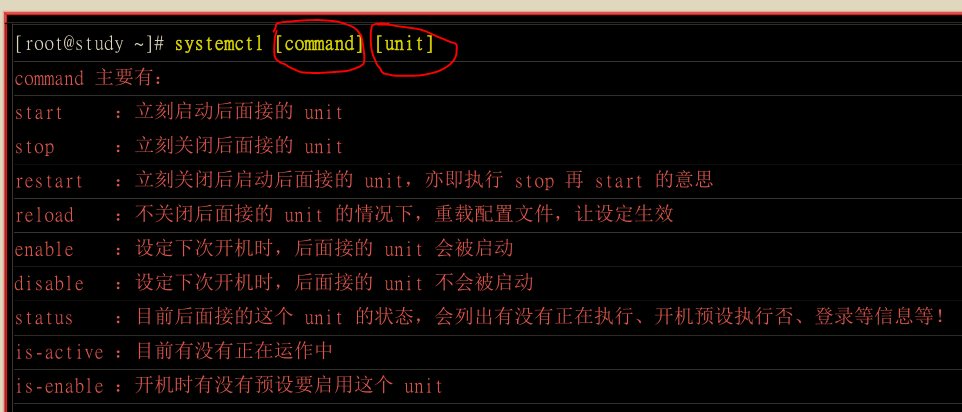 [root@study ~]# systemctl [command] [unit]
command 主要有：
start ：立刻启动后面接的 unit
stop ：立刻关闭后面接的 unit
restart ：立刻关闭后启动后面接的 unit，亦即执行 stop 再 start 的意思
reload ：不关闭后面接的 unit 的情况下，重载配置文件，让设定生效
enable ：设定下次开机时，后面接的 unit 会被启动
disable ：设定下次开机时，后面接的 unit 不会被启动
status ：目前后面接的这个 unit 的状态，会列出有没有正在执行、开机预设执行否、登录等信息等！
is-active ：目前有没有正在运作中
is-enable ：开机时有没有预设要启用这个 unit